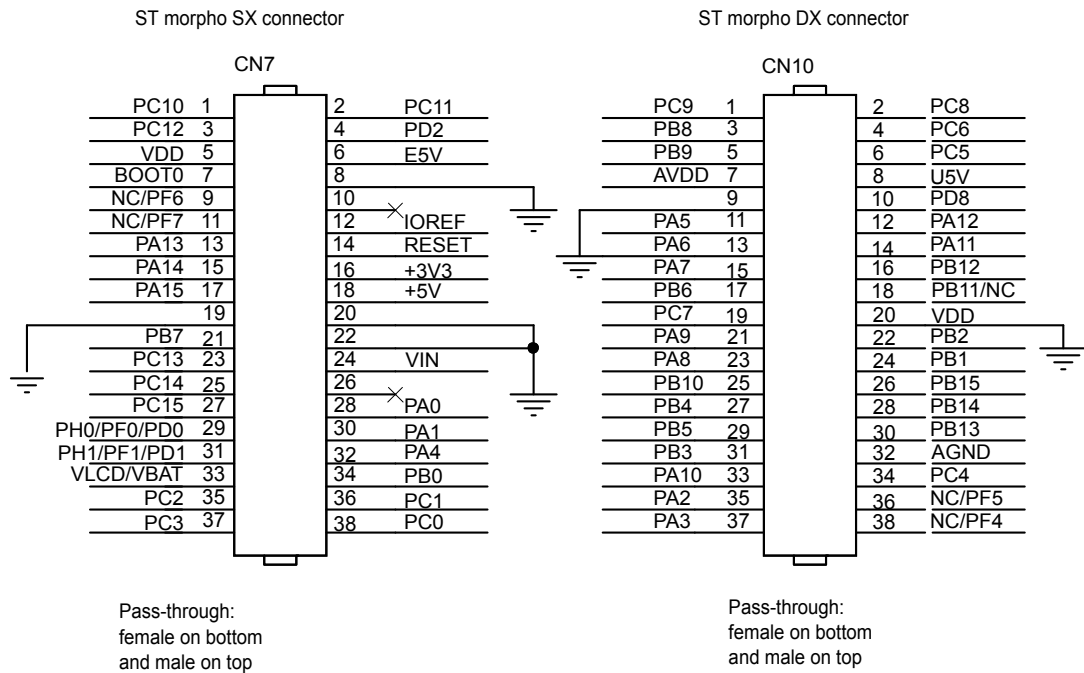 ST morpho SX connector
ST morpho DX connector
CN7
PC10 1 2 PC11
PC12 3 4 PD2
VDD 5 6 E5V
BOOT0 7 8
NC/PF6 9 10
NC/PF7 11 12 IOREF
PA13 13 14 RESET
PA14 15 16 +3V3
PA15 17 18 +5V
19 20
PB7 21 22
PC13 23 24 VIN
PC14 25 26
PC15 27 28 PA0
PH0/PF0/PD0 29 30 PA1
PH1/PF1/PD1 31 32 PA4
VLCD/VBAT 33 34 PB0
PC2 35 36 PC1
PC3 37 38 PC0
Pass-through:
female on bottom
and male on top
CN10
PC9 1 2 PC8
PB8 3 4 PC6
PB9 5 6 PC5
AVDD 7 8 U5V
9 10 PD8
PA5 11 12 PA12
PA6 13 14 PA11
PA7 15 16 PB12
PB6 17 18 PB11/NC
PC7 19 20 VDD
PA9 21 22 PB2
PA8 23 24 PB1
PB10 25 26 PB15
PB4 27 28 PB14
PB5 29 30 PB13
PB3 31 32 AGND
PA10 33 34 PC4
PA2 35 36 NC/PF5
PA3 37 38 NC/PF4
Pass-through:
female on bottom
and male on top